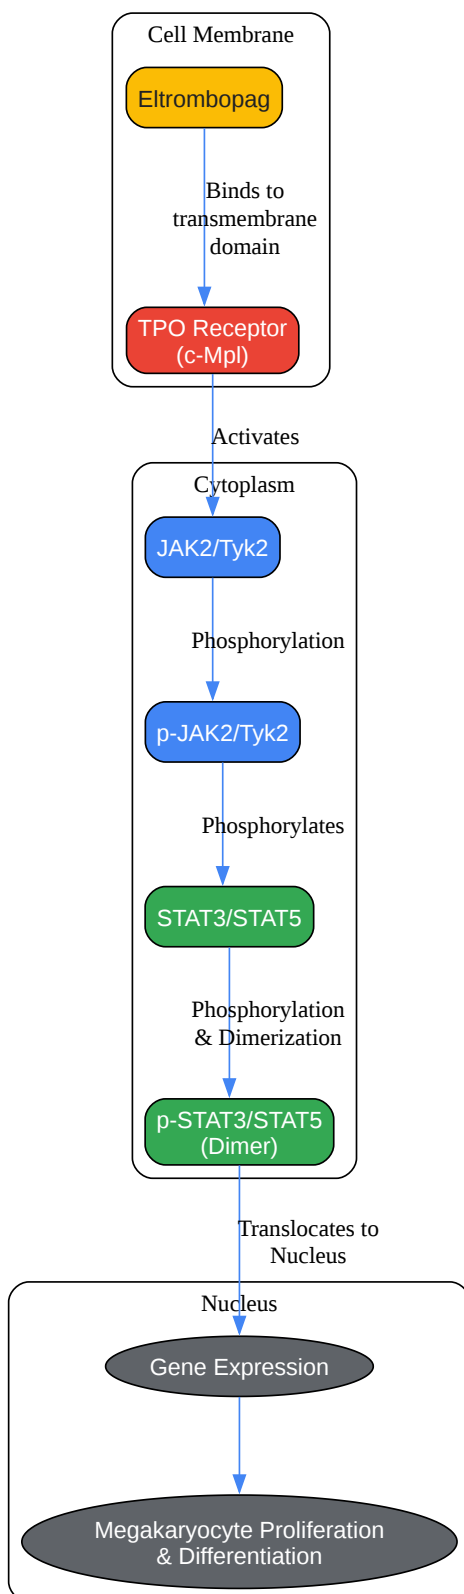 Cell Membrane
Eltrombopag
Binds to
transmembrane
domain
TPO Receptor
(c-Mpl)
Activates
Cytoplasm
JAK2/Tyk2
Phosphorylation
p-JAK2/Tyk2
Phosphorylates
STAT3/STAT5
Phosphorylation
& Dimerization
p-STAT3/STAT5
(Dimer)
Translocates to
Nucleus
Nucleus
Gene Expression
Megakaryocyte Proliferation
& Differentiation